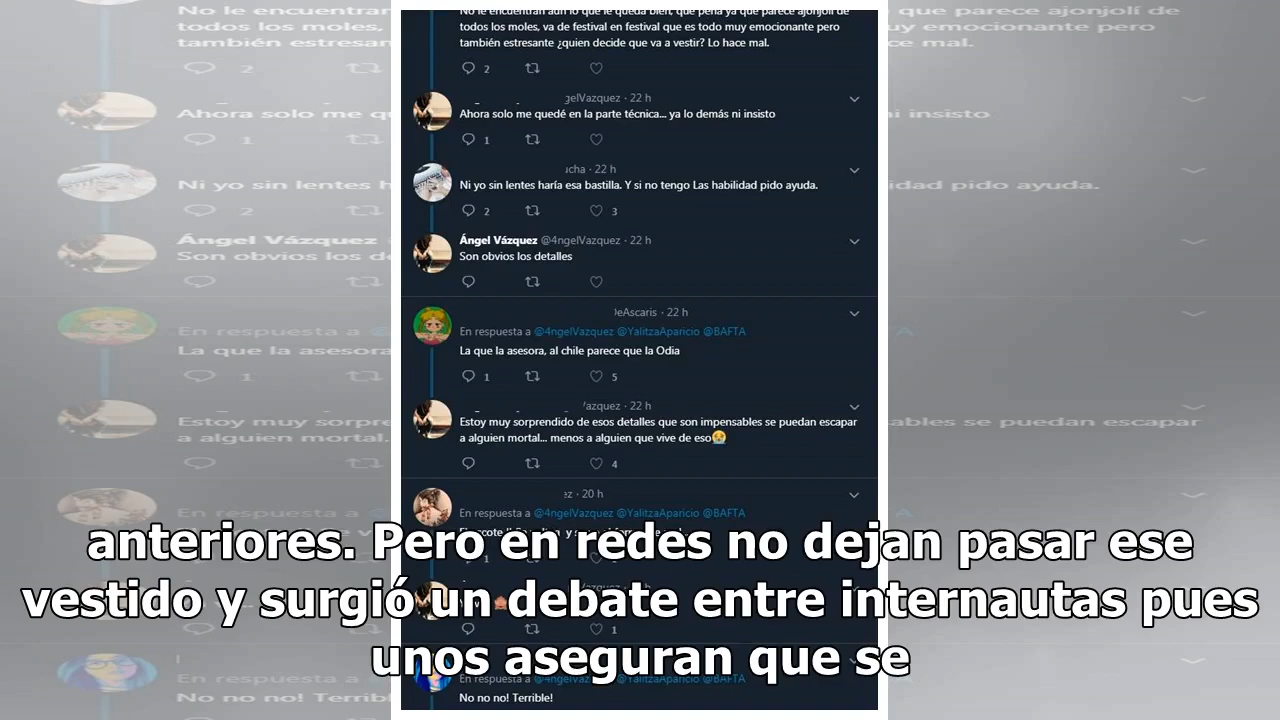 No le encuentran aún lo que le queda bien, que pena ya que parece ajonjolí de
todos los moles, va de festival en festival que es todo muy emocionante pero
también estresante ¿quien decide que va a vestir? Lo hace mal.
2
gelVazquez · 22 h
Ahora solo me quedé en la parte técnica... ya lo demás ni insisto
1
ucha · 22 h
Ni yo sin lentes haría esa bastilla. Y si no tengo Las habilidad pido ayuda.
2 3
Ángel Vázquez @4ngelVazquez · 22 h
Son obvios los detalles
eAscaris · 22 h
En respuesta a @4ngelVazquez @YalitzaAparicio @BAFTA
La que la asesora, al chile parece que la Odia
1 5
azquez · 22 h
Estoy muy sorprendido de esos detalles que son impensables se puedan escapar
a alguien mortal... menos a alguien que vive de eso😭
4
ez · 20 h
En respuesta a @4ngelVazquez @YalitzaAparicio @BAFTA
anteriores. Pero en redes no dejan pasar ese
vestido y surgió un debate entre internautas pues
1
unos aseguran que se
En respuesta a @4ngelVazquez @YalitzaAparicio @BAFTA
No no no! Terrible!